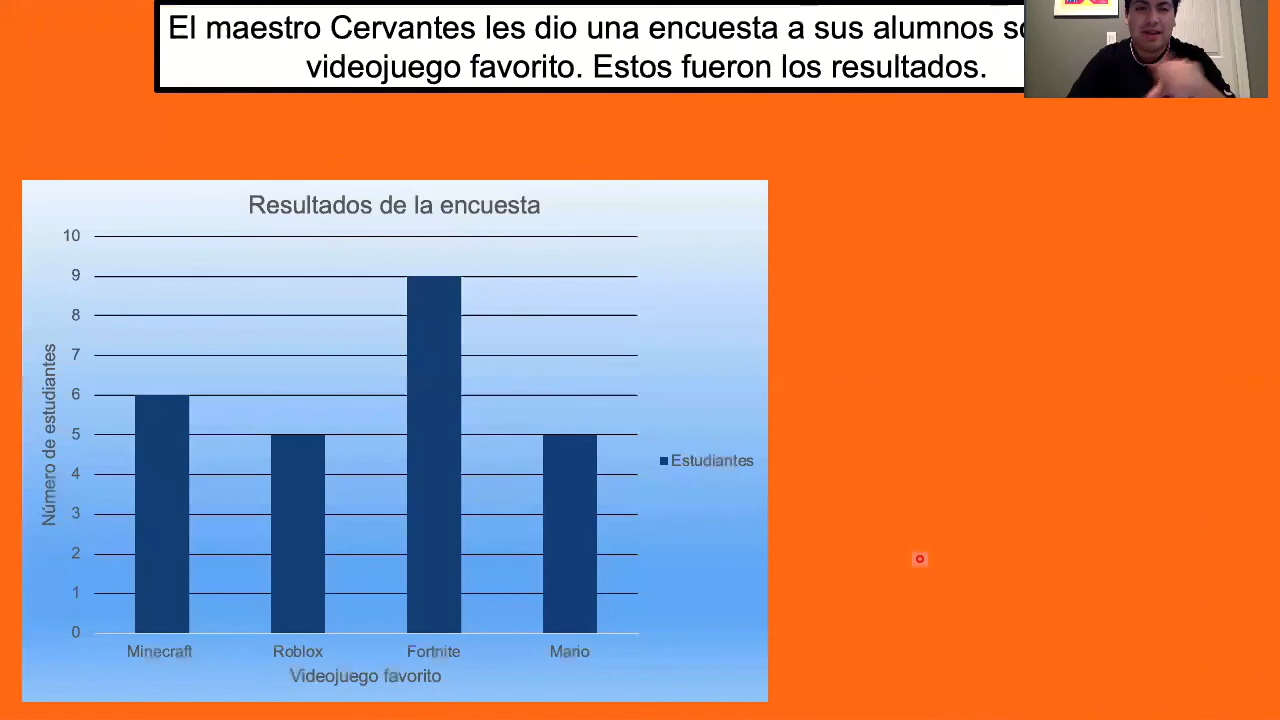 El maestro Cervantes les dio una encuesta a sus alumnos
videojuego favorito. Estos fueron los resultados.
Resultados de la encuesta
10
9
8
7
6
5
4
3
2
1
0
Número de estudiantes
Minecraft Roblox Fortnite Mario
Videojuego favorito
Estudiantes